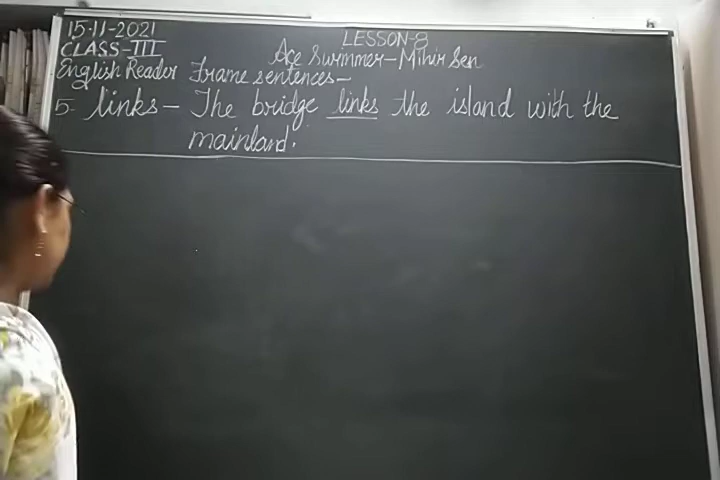 15-11-2021
LESSON-8
CLASS-III
Ace Swimmer-Mihir Sen
English Reader Frame sentences-
5. links- The bridge links the island with the
mainland.